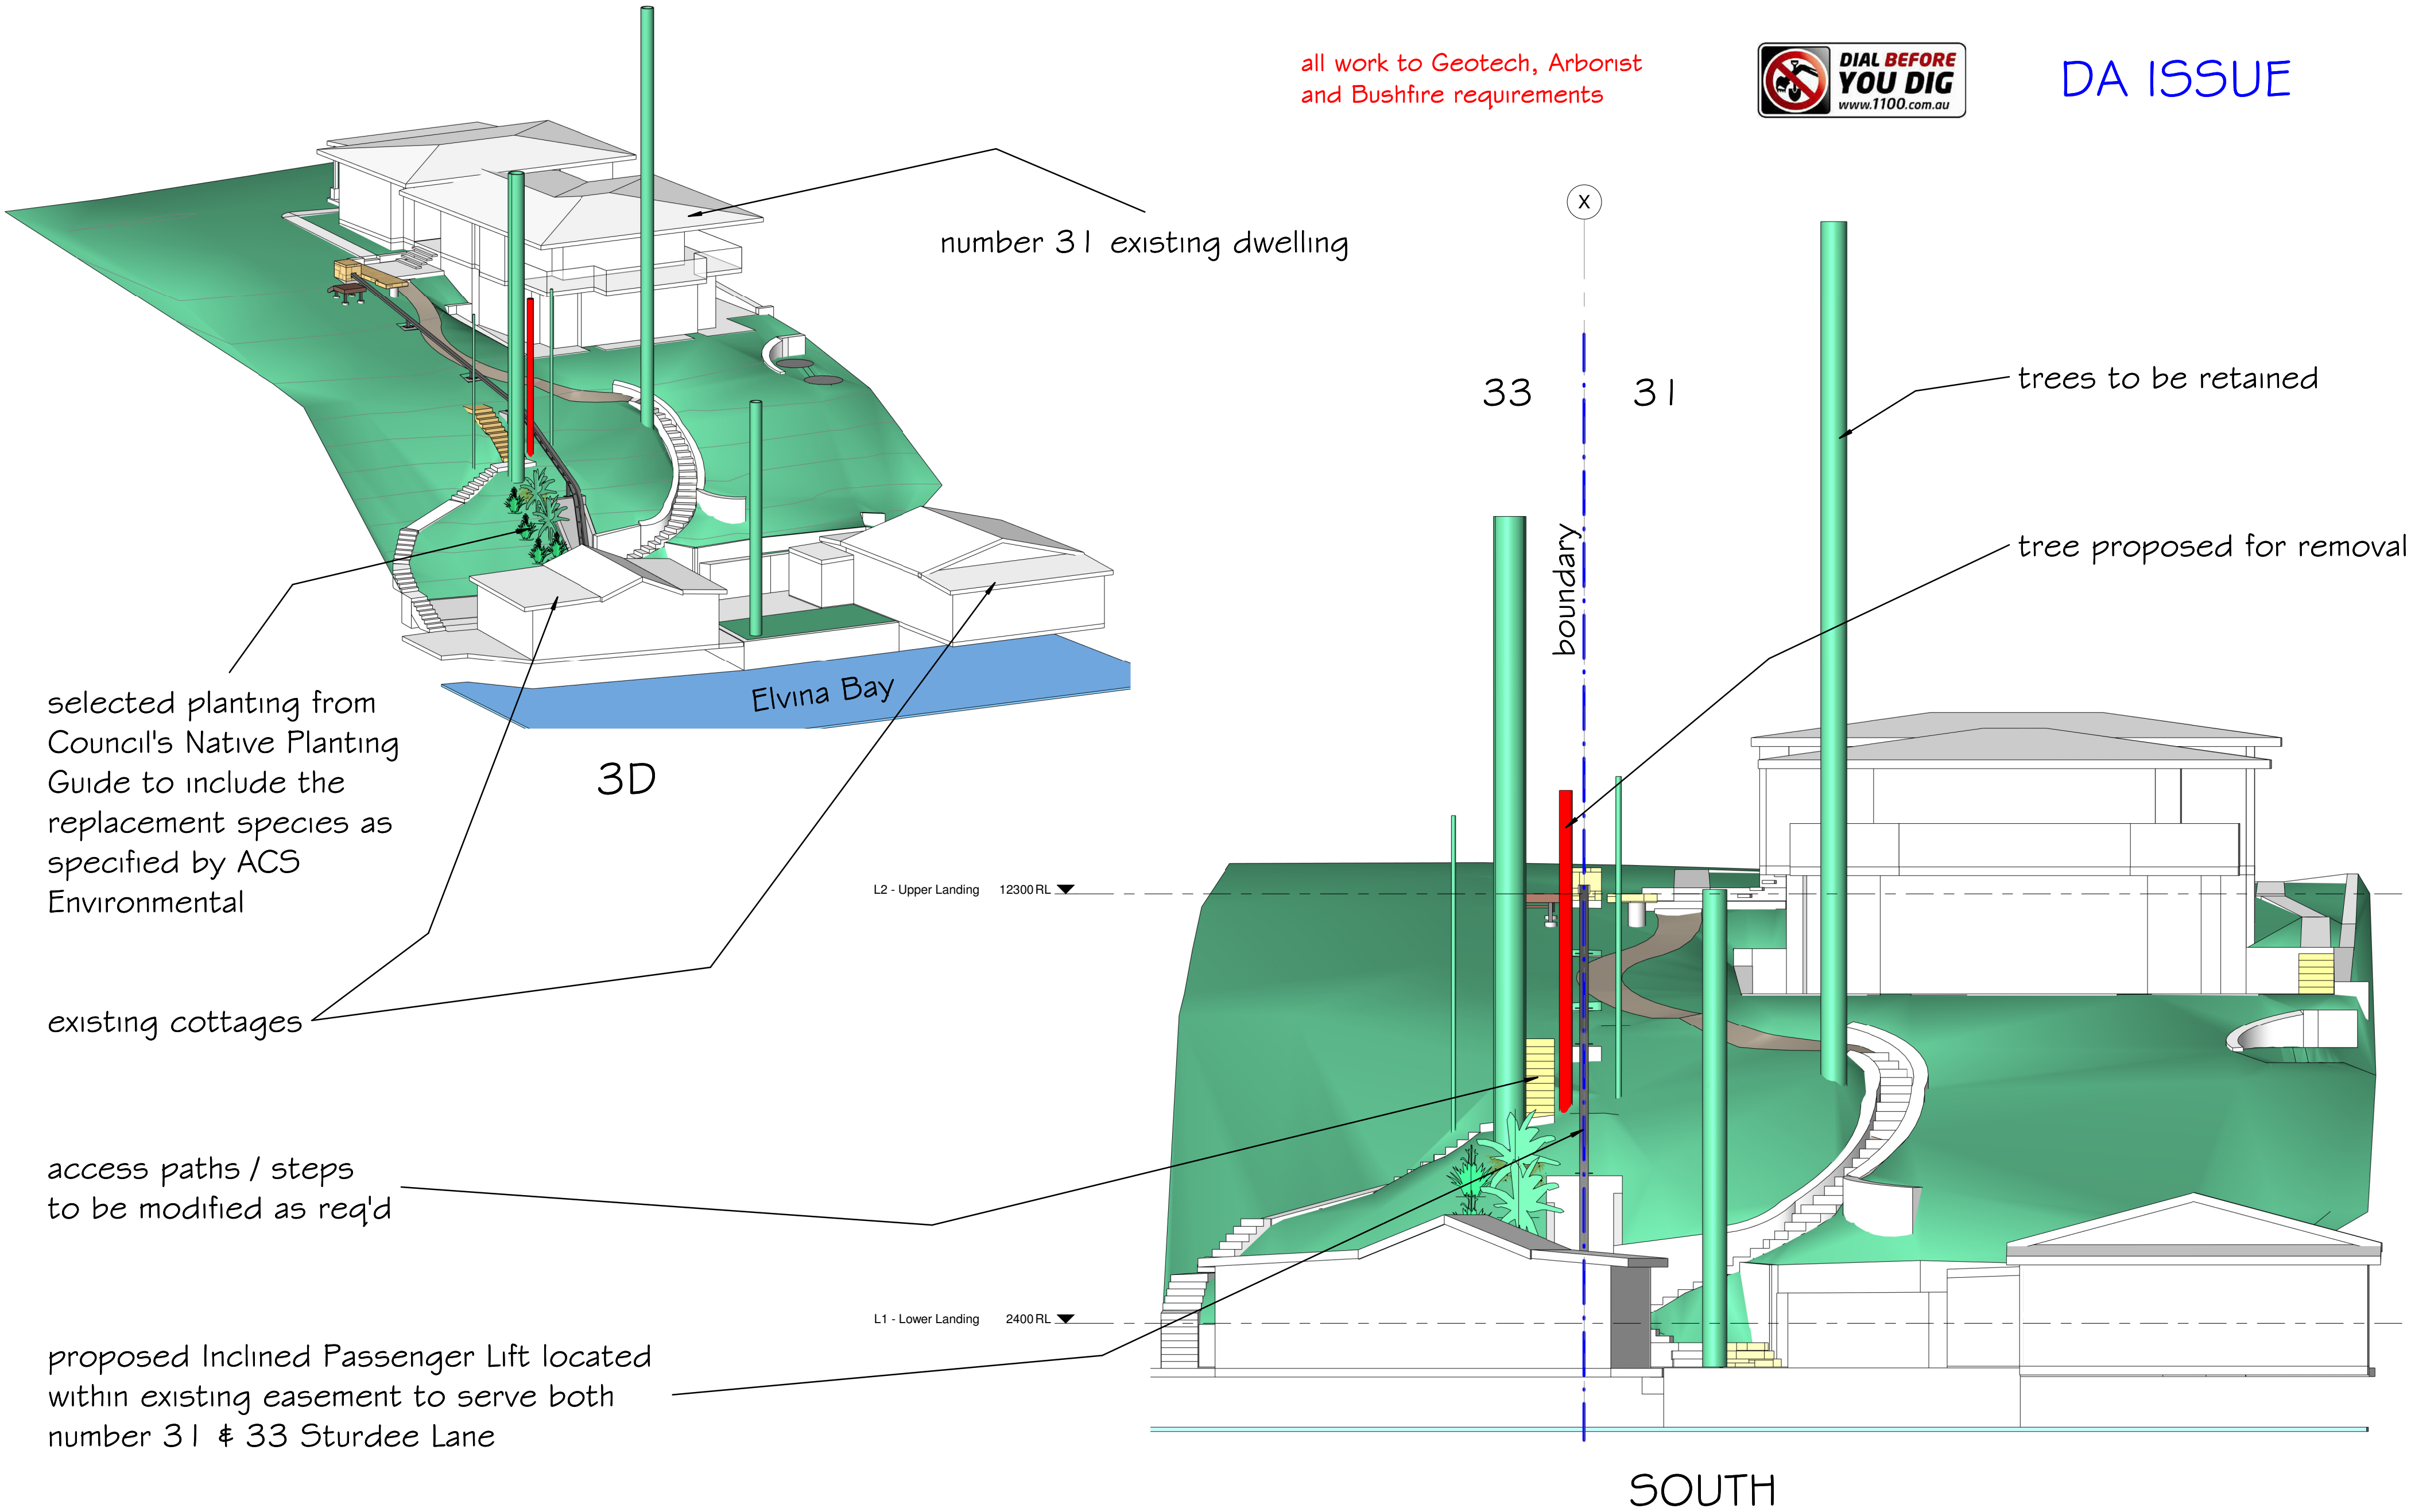 all work to Geotech, Arborist
and Bushfire requirements
DIAL BEFORE
YOU DIG
www.1100.com.au
DA ISSUE
number 31 existing dwelling
X
33
31
boundary
trees to be retained
tree proposed for removal
Elvina Bay
3D
selected planting from
Council's Native Planting
Guide to include the
replacement species as
specified by ACS
Environmental
L2 - Upper Landing 12300 RL
existing cottages
access paths / steps
to be modified as req'd
L1 - Lower Landing 2400 RL
proposed Inclined Passenger Lift located
within existing easement to serve both
number 31 & 33 Sturdee Lane
SOUTH